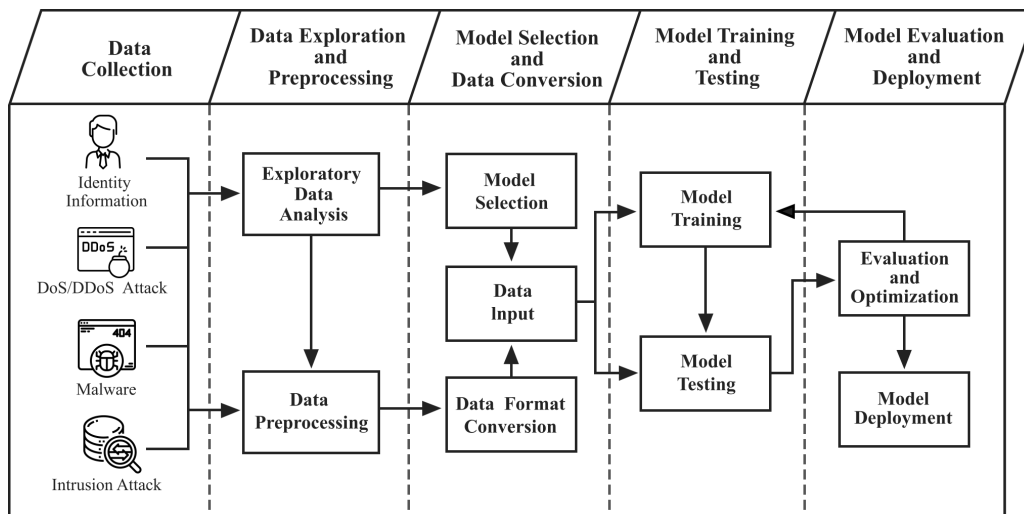 Data
Collection
Data Exploration
and
Preprocessing
Model Selection
and
Data Conversion
Model Training
and
Testing
Model Evaluation
and
Deployment
Identity
Information
DDoS
DoS/DDoS Attack
404
Malware
Intrusion Attack
Exploratory
Data
Analysis
Data
Preprocessing
Model
Selection
Data
Input
Data Format
Conversion
Model
Training
Model
Testing
Evaluation
and
Optimization
Model
Deployment